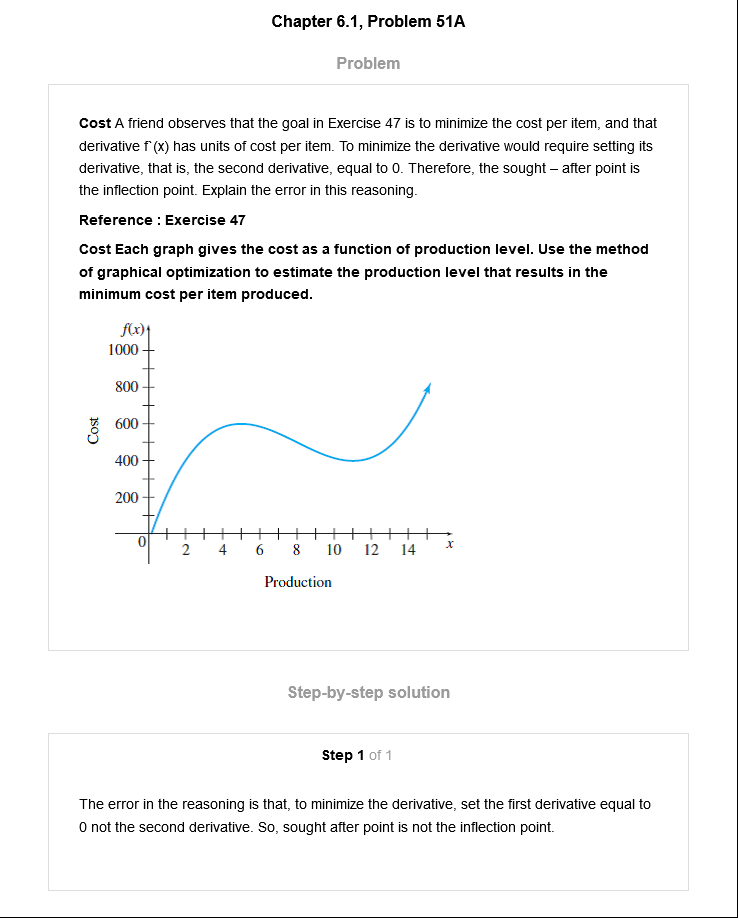 Chapter 6.1, Problem 51A
Problem
Cost A friend observes that the goal in Exercise 47 is to minimize the cost per item, and that
derivative f`(x) has units of cost per item. To minimize the derivative would require setting its
derivative, that is, the second derivative, equal to 0. Therefore, the sought – after point is
the inflection point. Explain the error in this reasoning.
Reference : Exercise 47
Cost Each graph gives the cost as a function of production level. Use the method
of graphical optimization to estimate the production level that results in the
minimum cost per item produced.
f(x)
1000
800
600
400
200
0
Cost
2 4 6 8 10 12 14 x
Production
Step-by-step solution
Step 1 of 1
The error in the reasoning is that, to minimize the derivative, set the first derivative equal to
0 not the second derivative. So, sought after point is not the inflection point.